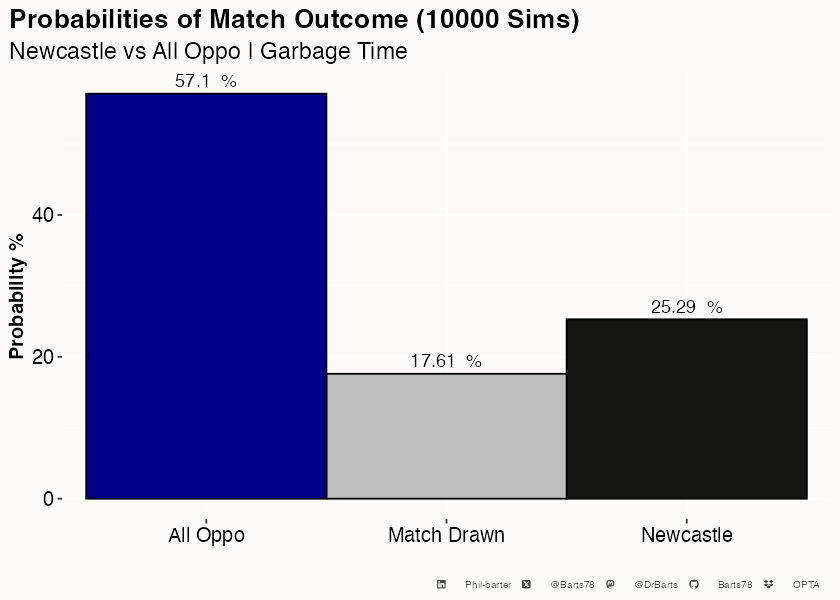 Probabilities of Match Outcome (10000 Sims)
Newcastle vs All Oppo | Garbage Time
57.1 %
40
25.29 %
20
17.61 %
0
Probability %
All Oppo
Match Drawn
Newcastle
Phil-barter @Barts78 @DrBarts Barts78 OPTA